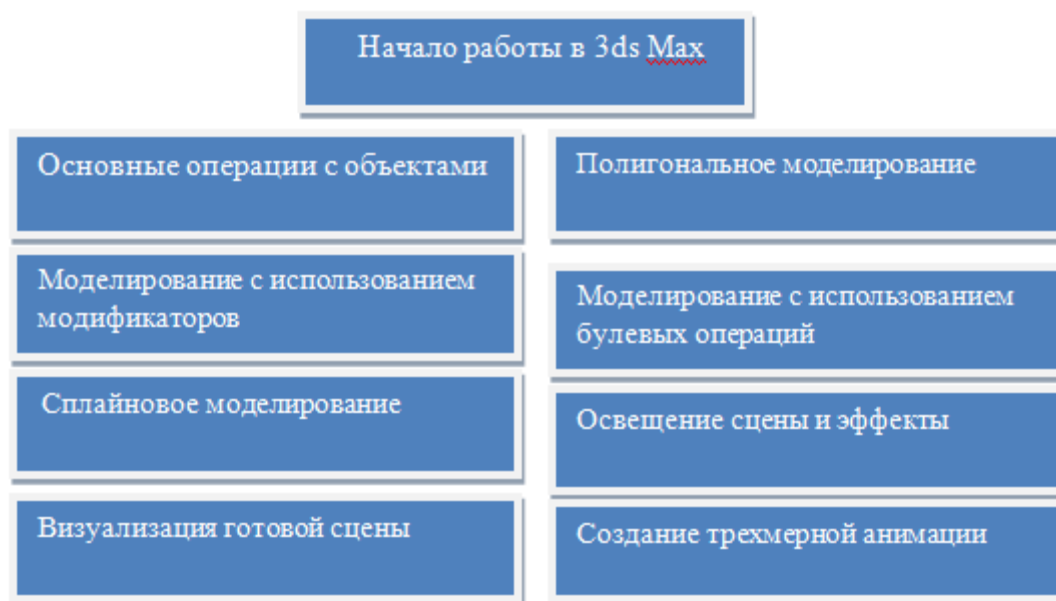 Начало работы в 3ds Max
Основные операции с объектами
Полигональное моделирование
Моделирование с использованием
модификаторов
Моделирование с использованием
булевых операций
Сплайновое моделирование
Освещение сцены и эффекты
Визуализация готовой сцены
Создание трехмерной анимации